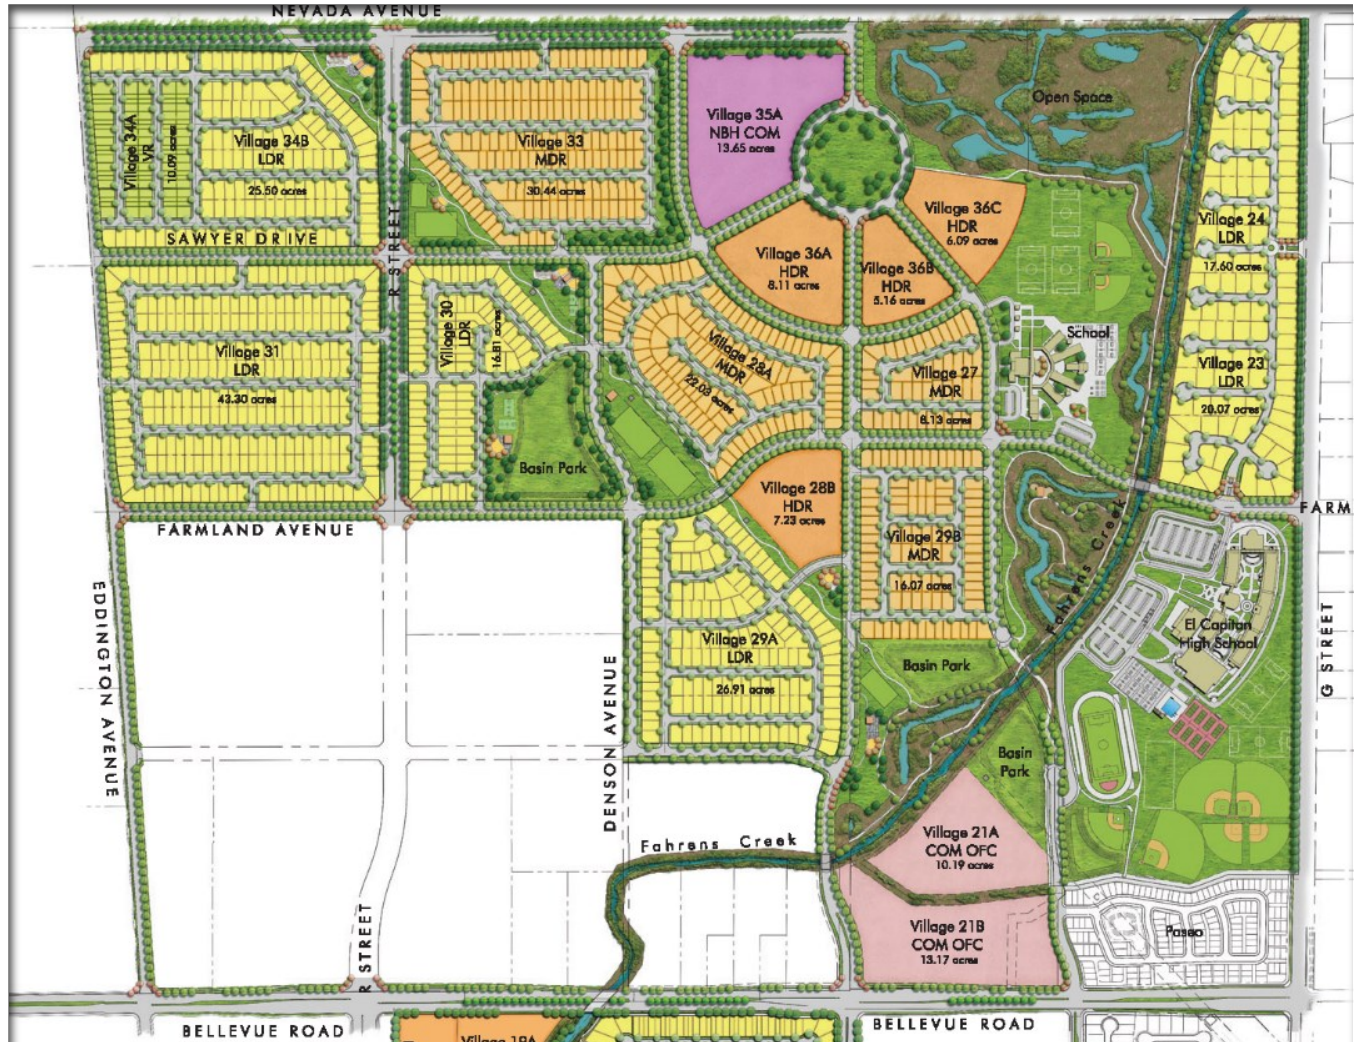 NEVADA AVENUE
Village 34A
VR
10.09 acres
Village 34B
LDR
25.50 acres
Village 33
MDR
30.44 acres
Village 35A
NBH COM
13.65 acres
Open Space
SAWYER DRIVE
R STREET
Village 36C
HDR
6.09 acres
Village 36A
HDR
8.11 acres
Village 36B
HDR
5.16 acres
Village 24
LDR
17.60 acres
Village 31
LDR
43.30 acres
Village 30
LDR
16.81 acres
Village 28A
MDR
22.03 acres
Village 27
MDR
8.13 acres
School
Village 23
LDR
20.07 acres
Basin Park
Village 28B
HDR
7.23 acres
FARMLAND AVENUE
FARM
Village 29B
MDR
16.07 acres
Fahrens Creek
EDDINGTON AVENUE
El Capitan
High School
G STREET
Village 29A
LDR
26.91 acres
DENSON AVENUE
Basin Park
Basin
Park
Fahrens Creek
Village 21A
COM OFC
10.19 acres
Village 21B
COM OFC
13.17 acres
Paseo
R STREET
BELLEVUE ROAD
BELLEVUE ROAD
Village 19A